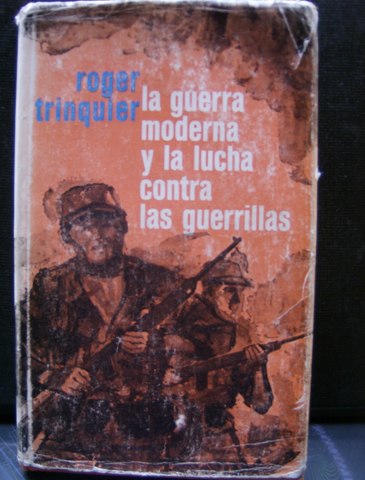 roger
trinquier
la guerra
moderna
y la lucha
contra
las guerrillas